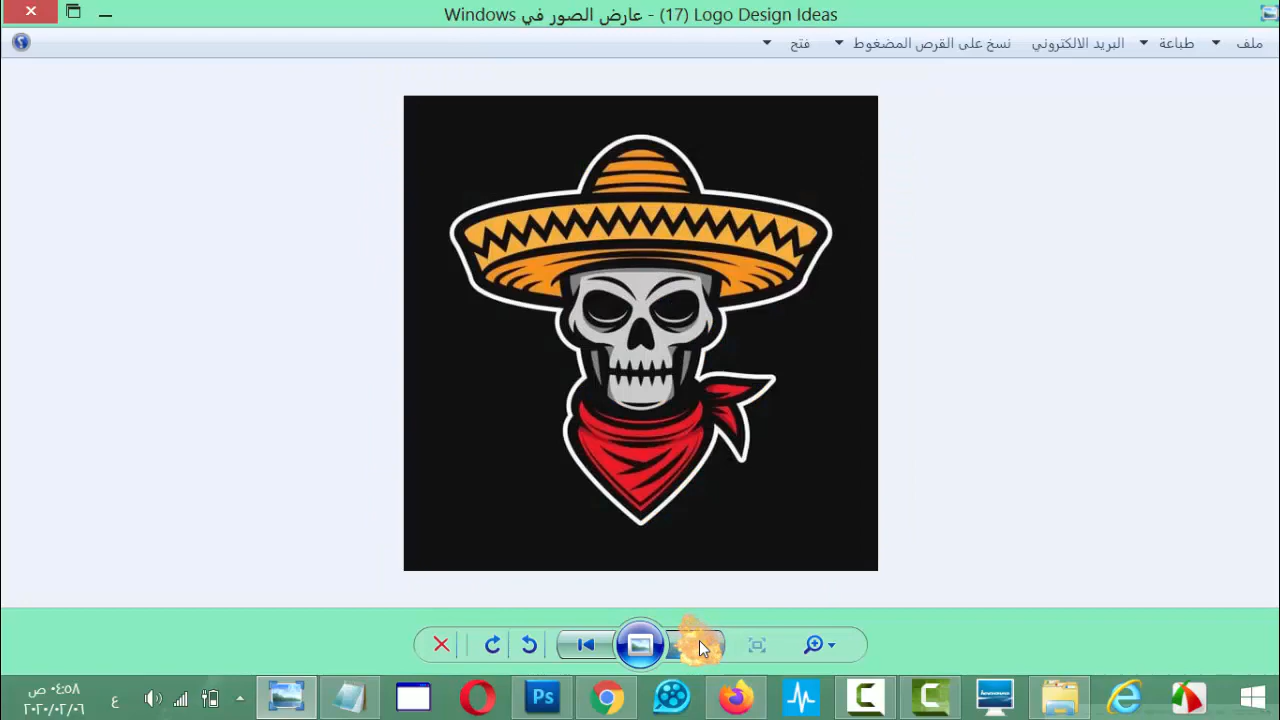 Logo Design Ideas (17) - عارض الصور في Windows
ملف
طباعة
البريد الالكتروني
نسخ على القرص المضغوط
فتح
Ps
ع
٠٤:٥٨ ص
٢٠٢٠/٠٢/٠٦